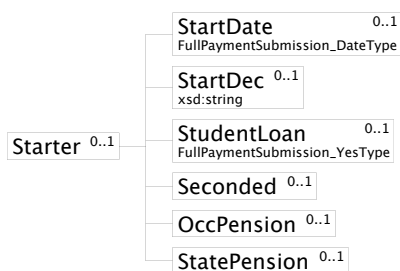 StartDate 0..1
FullPaymentSubmission_DateType
StartDec 0..1
xsd:string
Starter 0..1
StudentLoan 0..1
FullPaymentSubmission_YesType
Seconded 0..1
OccPension 0..1
StatePension 0..1